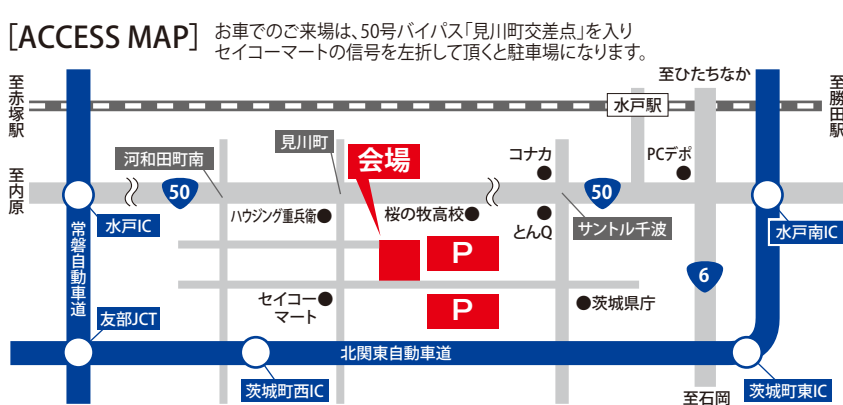 [ACCESS MAP]
お車でのご来場は、50号バイパス「見川町交差点」を入り
セイコーマートの信号を左折して頂くと駐車場になります。
至赤塚駅
至ひたちなか
至勝田駅
水戸駅
河和田町南
見川町
会場
コナカ
PCデポ
至内原
50
50
水戸IC
ハウジング重兵衛
桜の牧高校
とんQ
サントル千波
水戸南IC
常磐自動車道
P
6
セイコー
マート
P
茨城県庁
友部JCT
北関東自動車道
茨城町西IC
至石岡
茨城町東IC